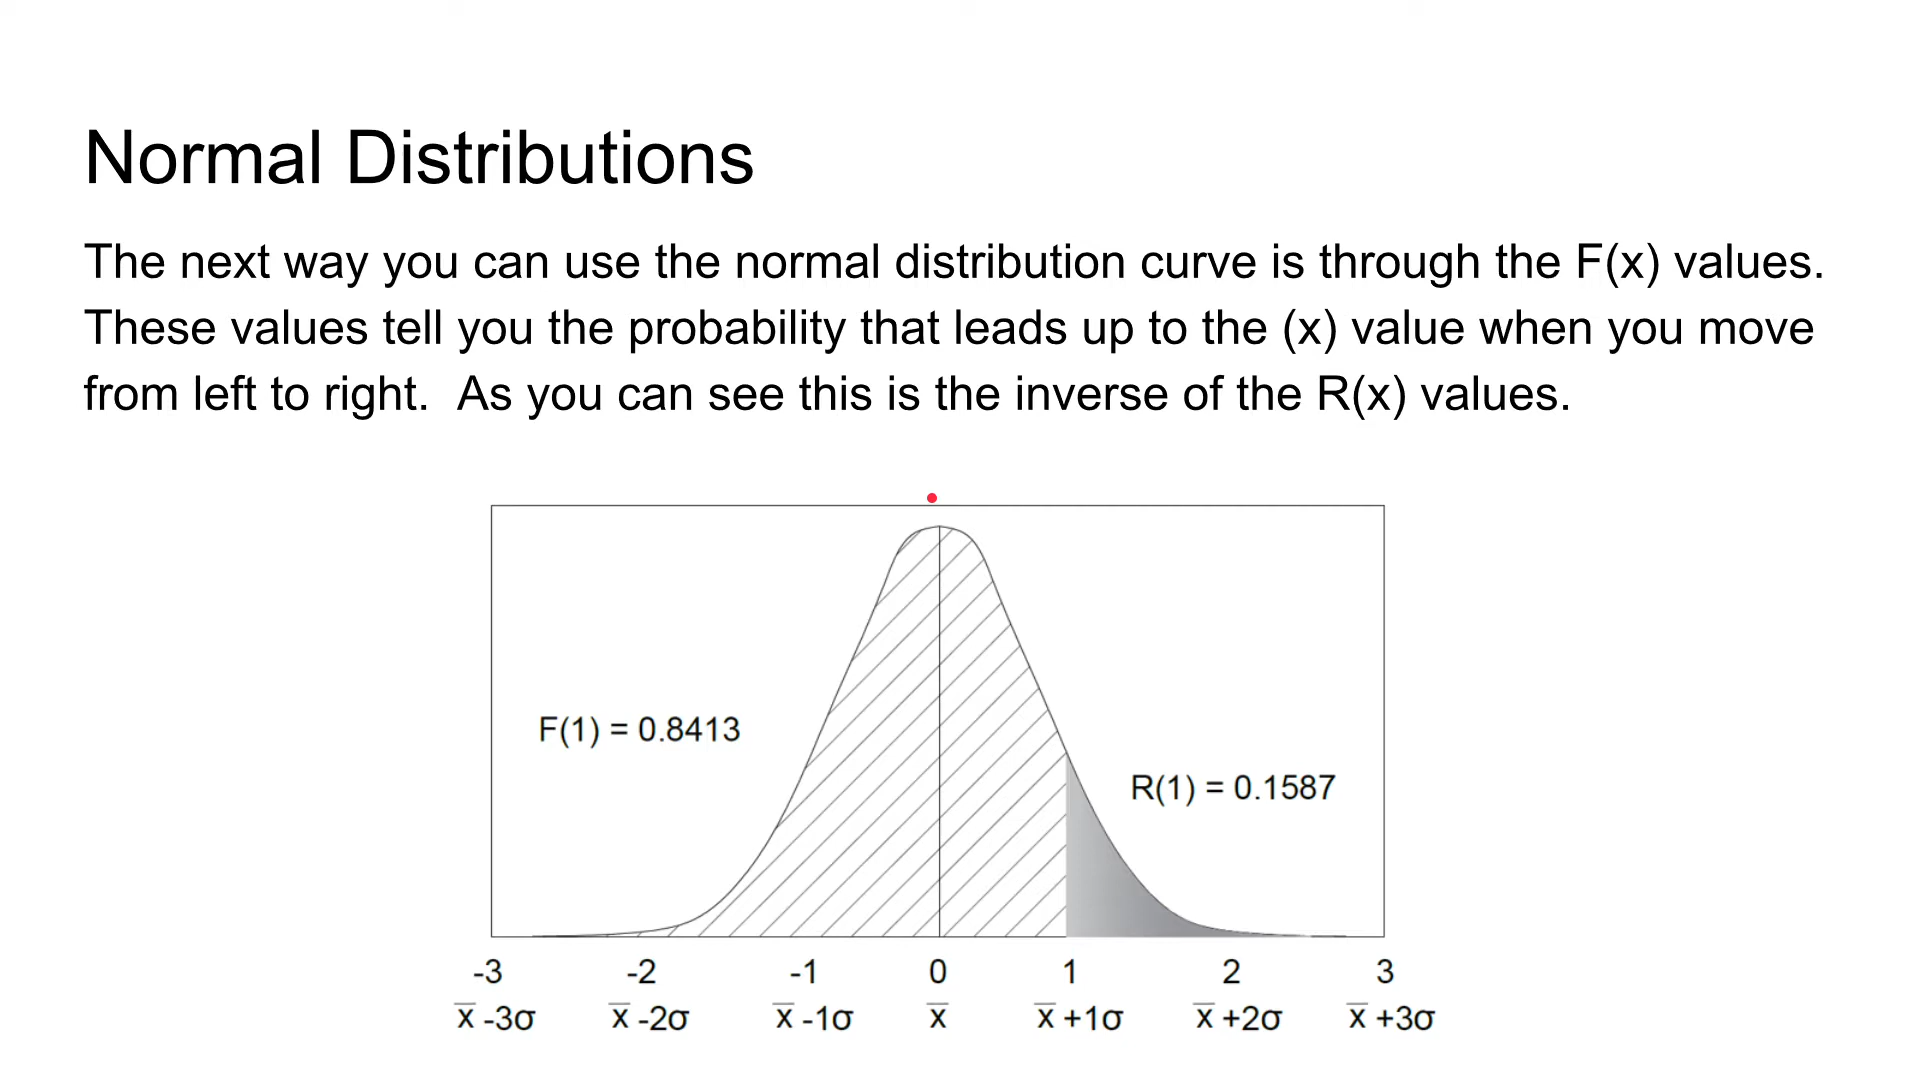 Normal Distributions
The next way you can use the normal distribution curve is through the F(x) values.
These values tell you the probability that leads up to the (x) value when you move
from left to right.  As you can see this is the inverse of the R(x) values.
F(1) = 0.8413
R(1) = 0.1587
-3 -2 -1 0 1 2 3
x̅ -3σ x̅ -2σ x̅ -1σ x̅ x̅ +1σ x̅ +2σ x̅ +3σ